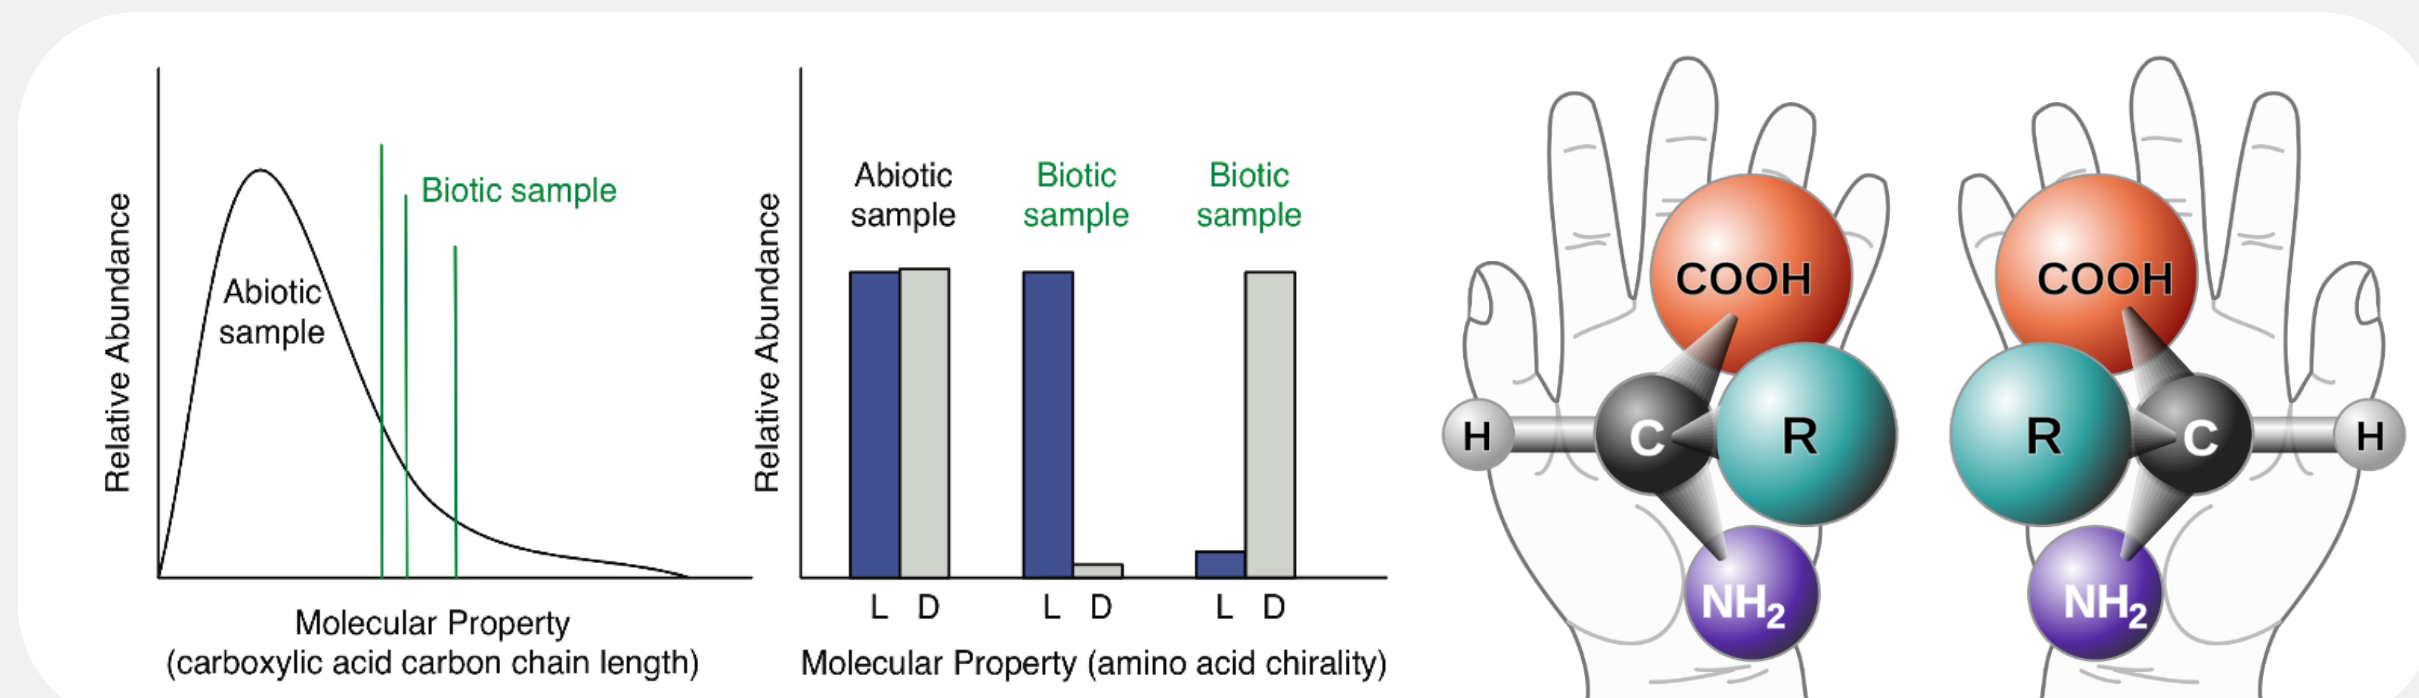 Relative Abundance
Abiotic
sample
Biotic sample
Molecular Property
(carboxylic acid carbon chain length)
Relative Abundance
Abiotic
sample
Biotic
sample
Biotic
sample
L D
L D
L D
Molecular Property (amino acid chirality)
COOH
H
C
R
NH₂
COOH
R
C
H
NH₂